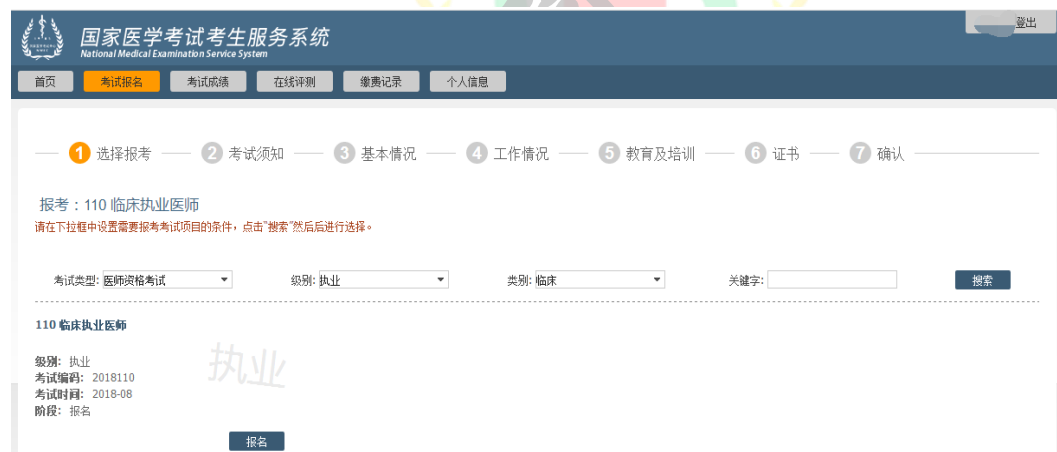 登出
国家医学考试考生服务系统
National Medical Examination Service System
首页 考试报名 考试成绩 在线评测 缴费记录 个人信息
1 选择报考 2 考试须知 3 基本情况 4 工作情况 5 教育及培训 6 证书 7 确认
报考：110 临床执业医师
请在下拉框中设置需要报考考试项目的条件，点击"搜索"然后后进行选择。
考试类型: 医师资格考试 级别: 执业 类别: 临床 关键字: 搜索
110 临床执业医师
级别: 执业
执业
考试编码: 2018110
考试时间: 2018-08
阶段: 报名
报名